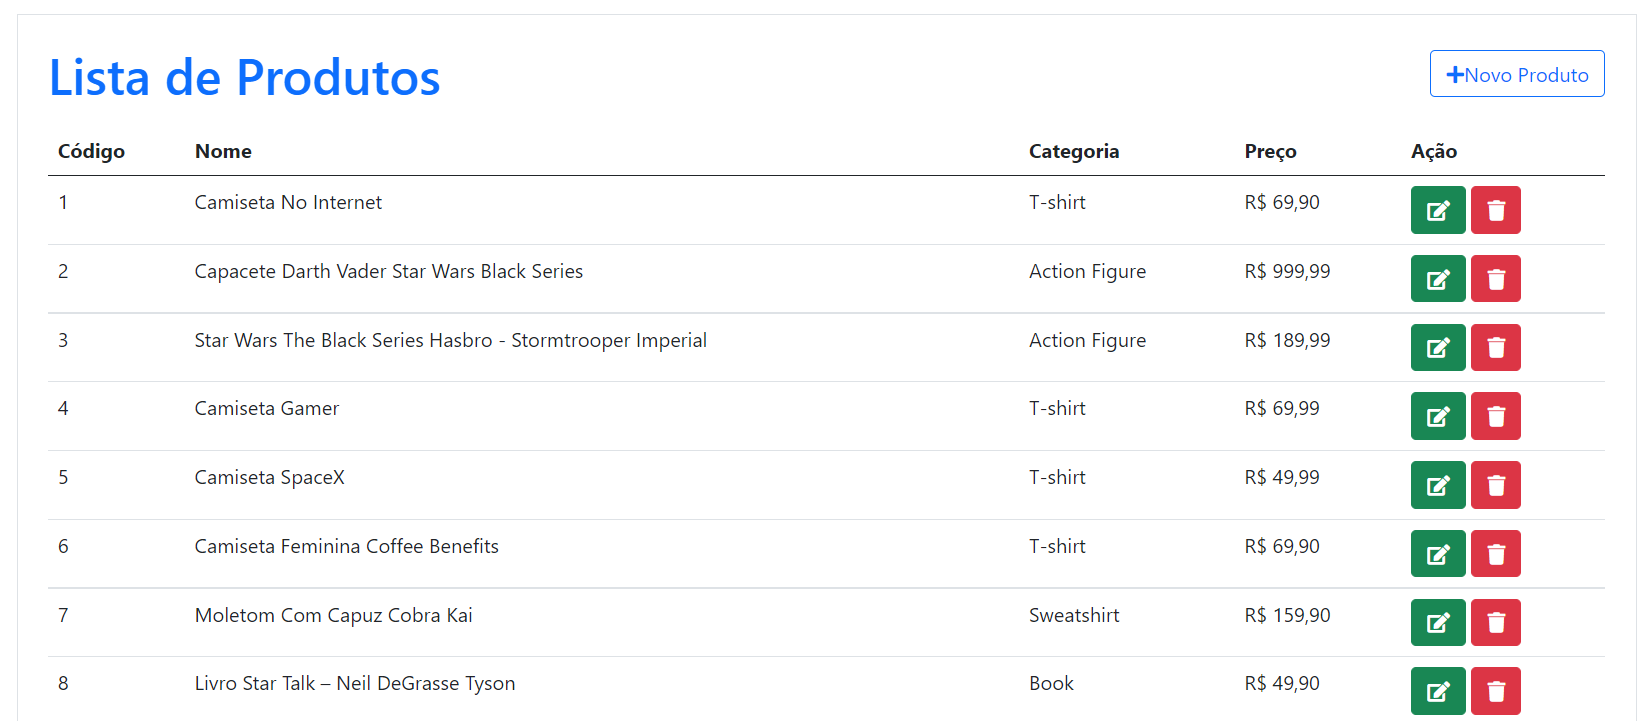 Lista de Produtos
Novo Produto
Código Nome Categoria Preço Ação
1 Camiseta No Internet T-shirt R$ 69,90
2 Capacete Darth Vader Star Wars Black Series Action Figure R$ 999,99
3 Star Wars The Black Series Hasbro - Stormtrooper Imperial Action Figure R$ 189,99
4 Camiseta Gamer T-shirt R$ 69,99
5 Camiseta SpaceX T-shirt R$ 49,99
6 Camiseta Feminina Coffee Benefits T-shirt R$ 69,90
7 Moletom Com Capuz Cobra Kai Sweatshirt R$ 159,90
8 Livro Star Talk – Neil DeGrasse Tyson Book R$ 49,90